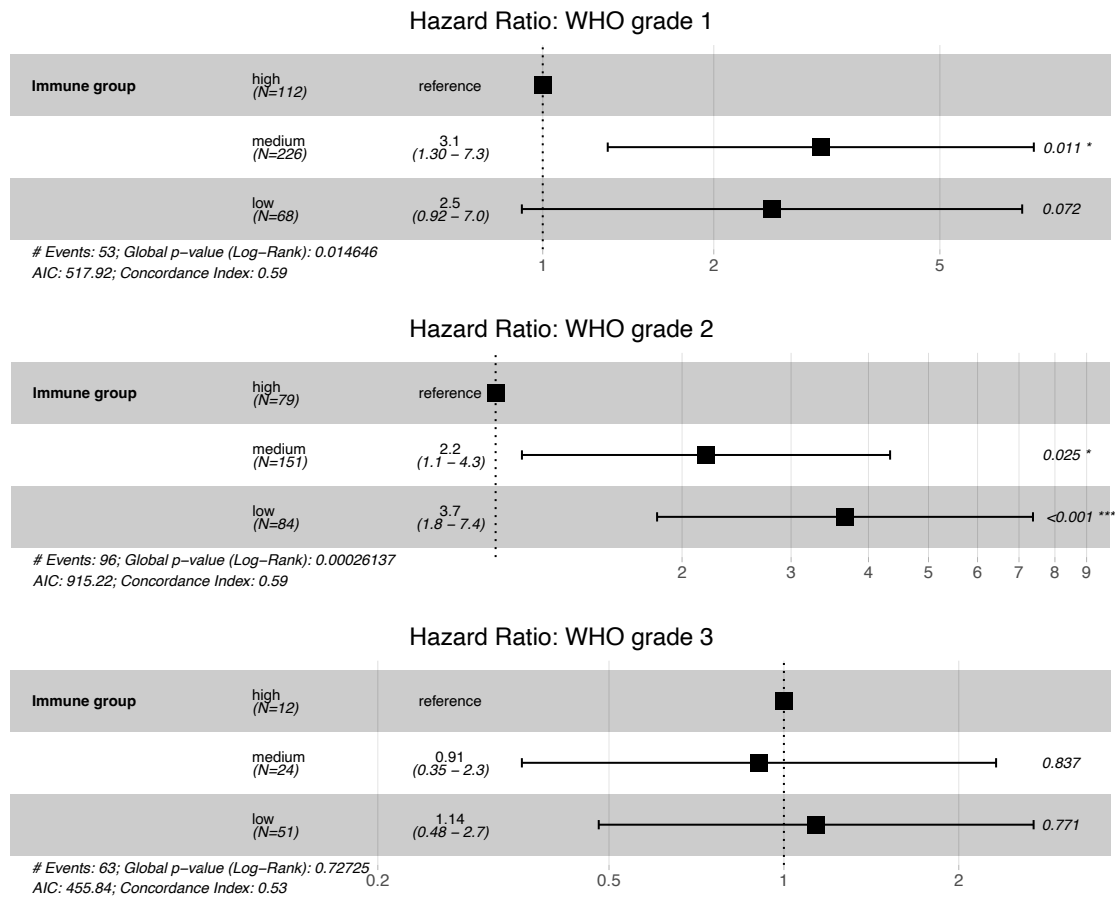 Hazard Ratio: WHO grade 1
Immune group high (N=112) reference
medium (N=226) 3.1 (1.30 – 7.3) 0.011 *
low (N=68) 2.5 (0.92 – 7.0) 0.072
# Events: 53; Global p−value (Log−Rank): 0.014646
AIC: 517.92; Concordance Index: 0.59
1 2 5
Hazard Ratio: WHO grade 2
Immune group high (N=79) reference
medium (N=151) 2.2 (1.1 – 4.3) 0.025 *
low (N=84) 3.7 (1.8 – 7.4) <0.001 ***
# Events: 96; Global p−value (Log−Rank): 0.00026137
AIC: 915.22; Concordance Index: 0.59
2 3 4 5 6 7 8 9
Hazard Ratio: WHO grade 3
Immune group high (N=12) reference
medium (N=24) 0.91 (0.35 – 2.3) 0.837
low (N=51) 1.14 (0.48 – 2.7) 0.771
# Events: 63; Global p−value (Log−Rank): 0.72725
AIC: 455.84; Concordance Index: 0.53
0.2 0.5 1 2